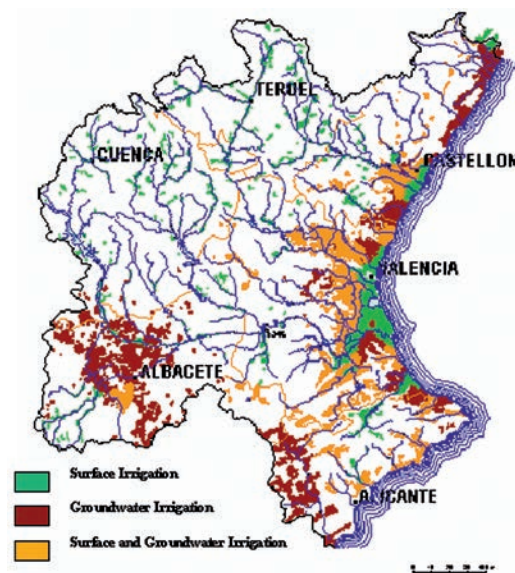 TERUEL
CUENCA
CASTELLON
VALENCIA
ALBACETE
ALICANTE
Surface Irrigation
Groundwater Irrigation
Surface and Groundwater Irrigation